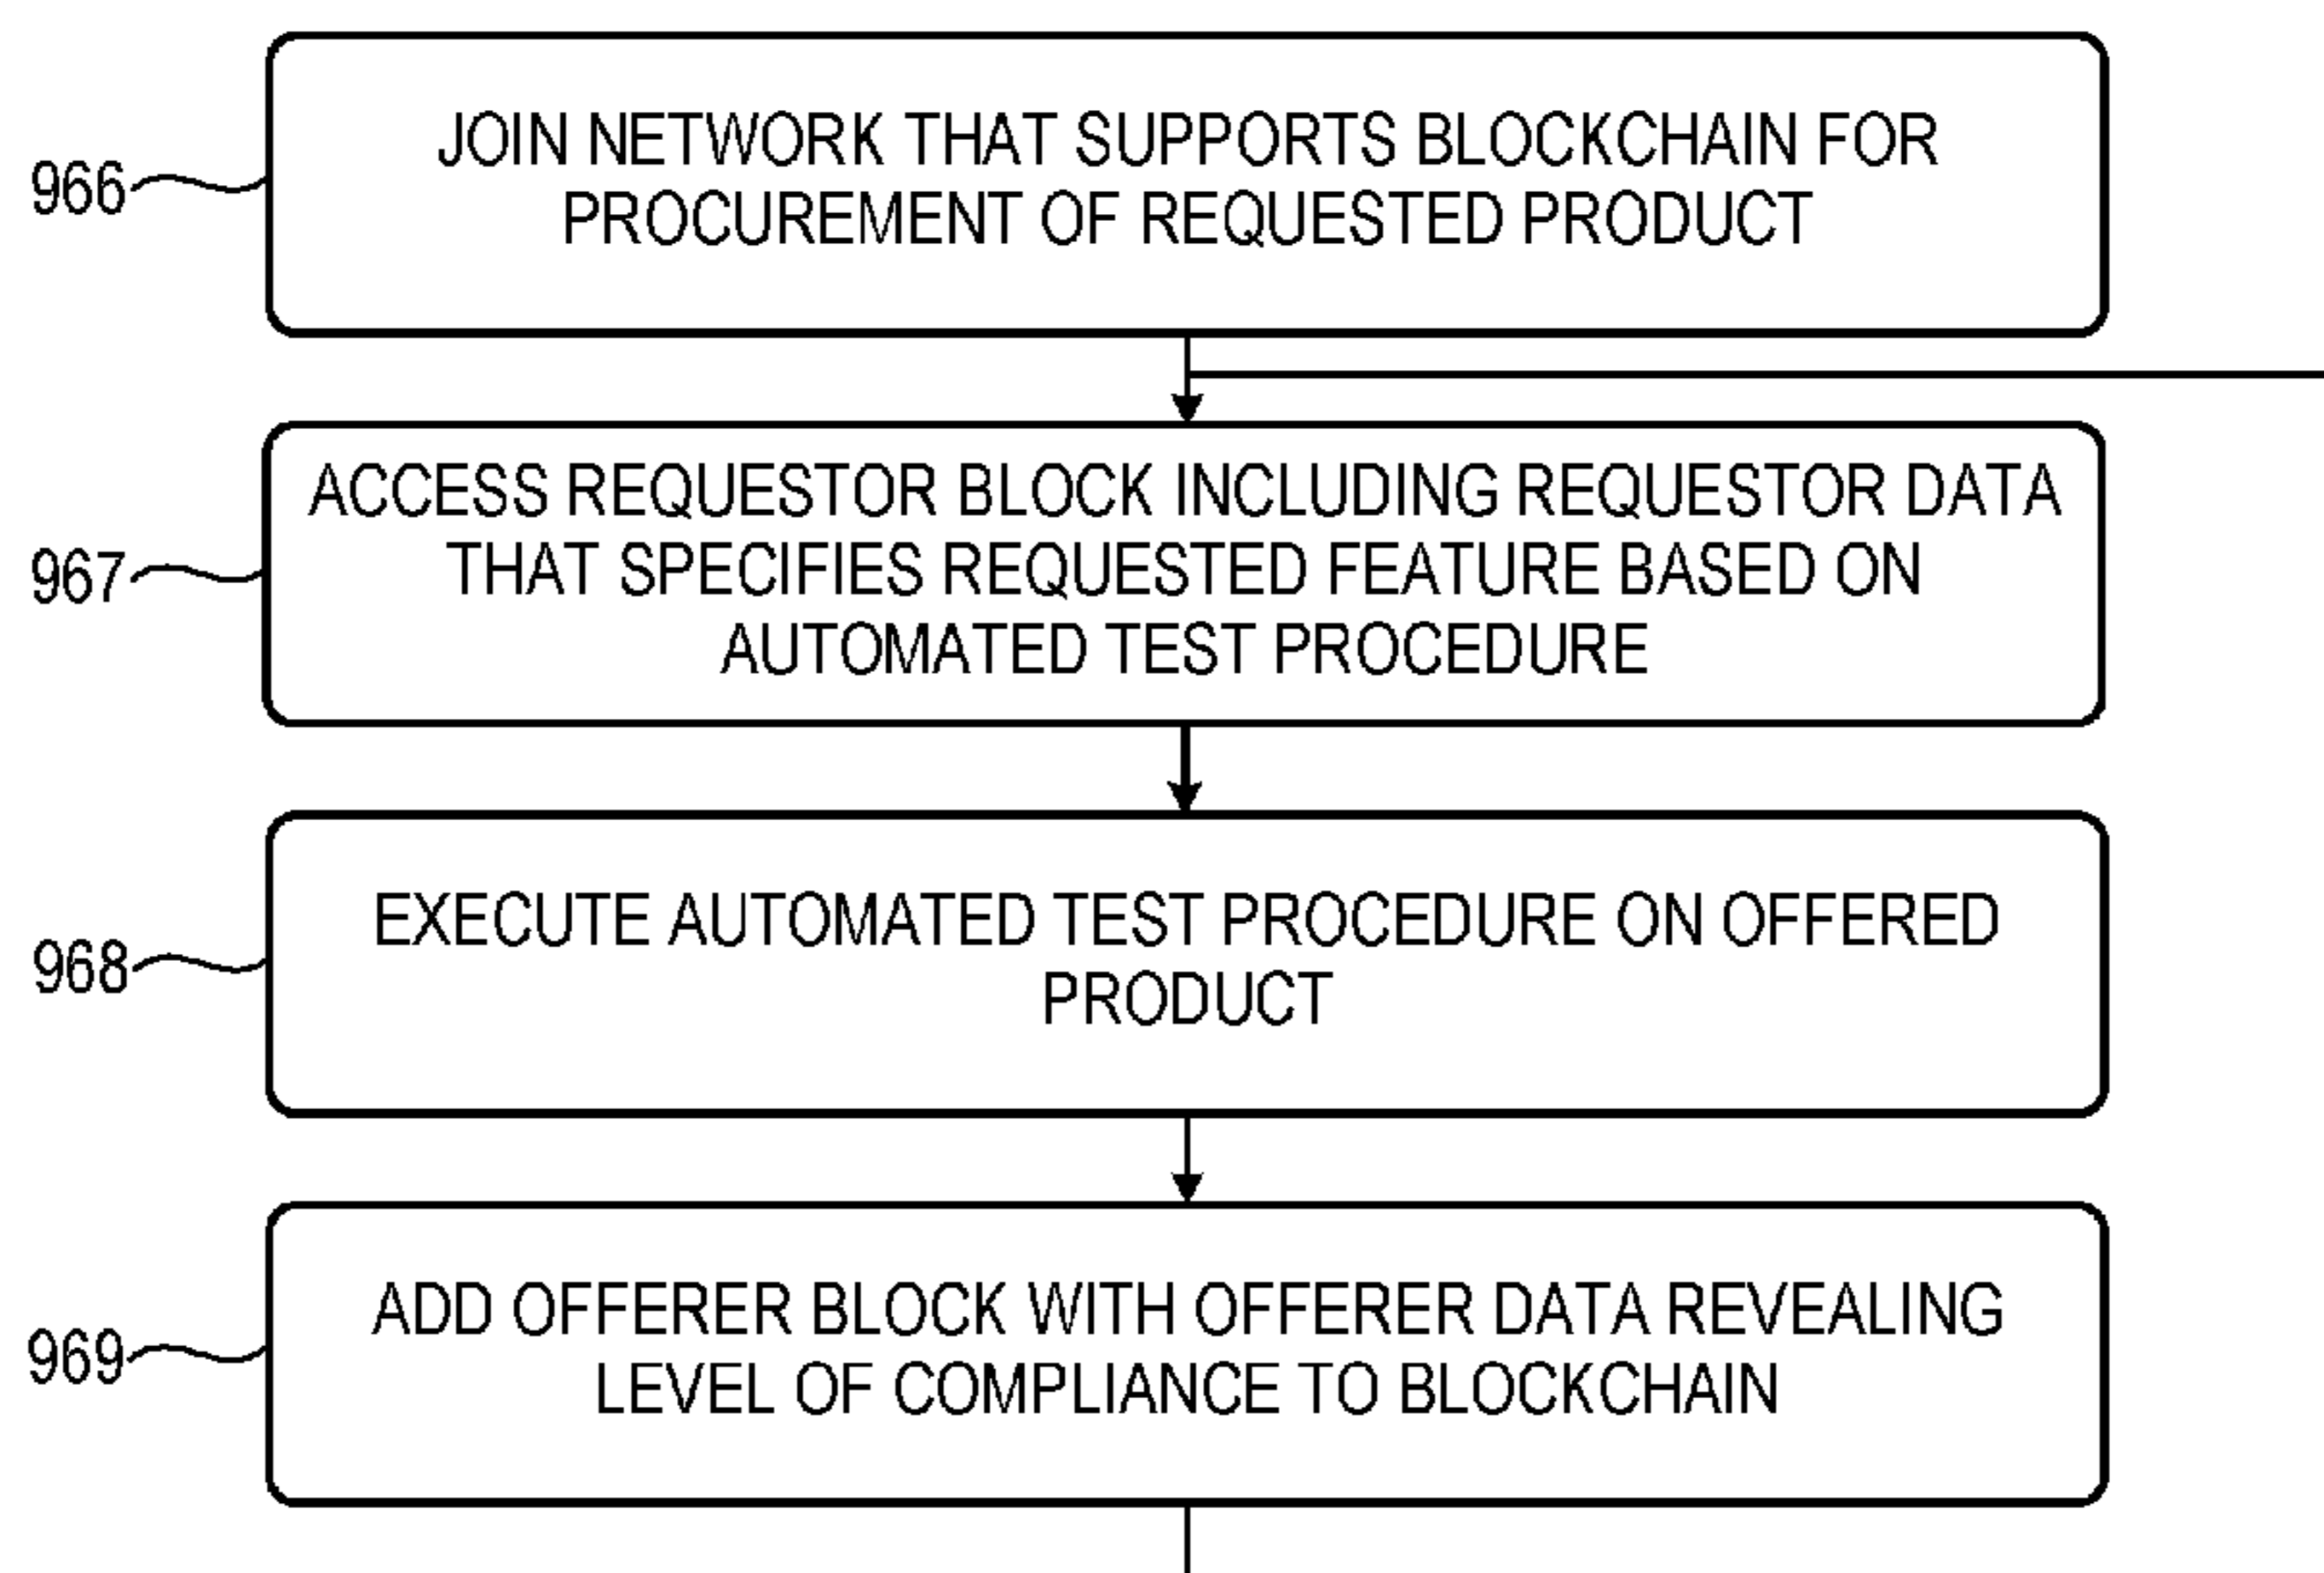 JOIN NETWORK THAT SUPPORTS BLOCKCHAIN FOR
PROCUREMENT OF REQUESTED PRODUCT
966
ACCESS REQUESTOR BLOCK INCLUDING REQUESTOR DATA
THAT SPECIFIES REQUESTED FEATURE BASED ON
AUTOMATED TEST PROCEDURE
967
EXECUTE AUTOMATED TEST PROCEDURE ON OFFERED
PRODUCT
968
ADD OFFERER BLOCK WITH OFFERER DATA REVEALING
LEVEL OF COMPLIANCE TO BLOCKCHAIN
969